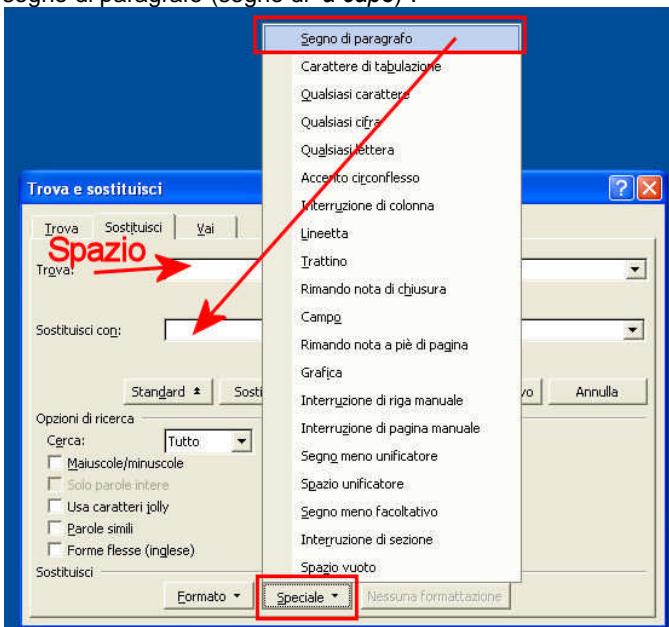 segno di paragrafo (segno di "a capo") .
Segno di paragrafo
Carattere di tabulazione
Qualsiasi carattere
Qualsiasi cifra
Qualsiasi lettera
Accento circonflesso
Interruzione di colonna
Lineetta
Trattino
Rimando nota di chiusura
Campo
Rimando nota a piè di pagina
Grafica
Interruzione di riga manuale
Interruzione di pagina manuale
Segno meno unificatore
Spazio unificatore
Segno meno facoltativo
Interruzione di sezione
Spazio vuoto
Trova e sostituisci
Trova Sostituisci Vai
Spazio
Trova:
Sostituisci con:
Standard Sosti vo Annulla
Opzioni di ricerca
Cerca: Tutto
Maiuscole/minuscole
Solo parole intere
Usa caratteri jolly
Parole simili
Forme flesse (inglese)
Sostituisci
Formato Speciale Nessuna formattazione